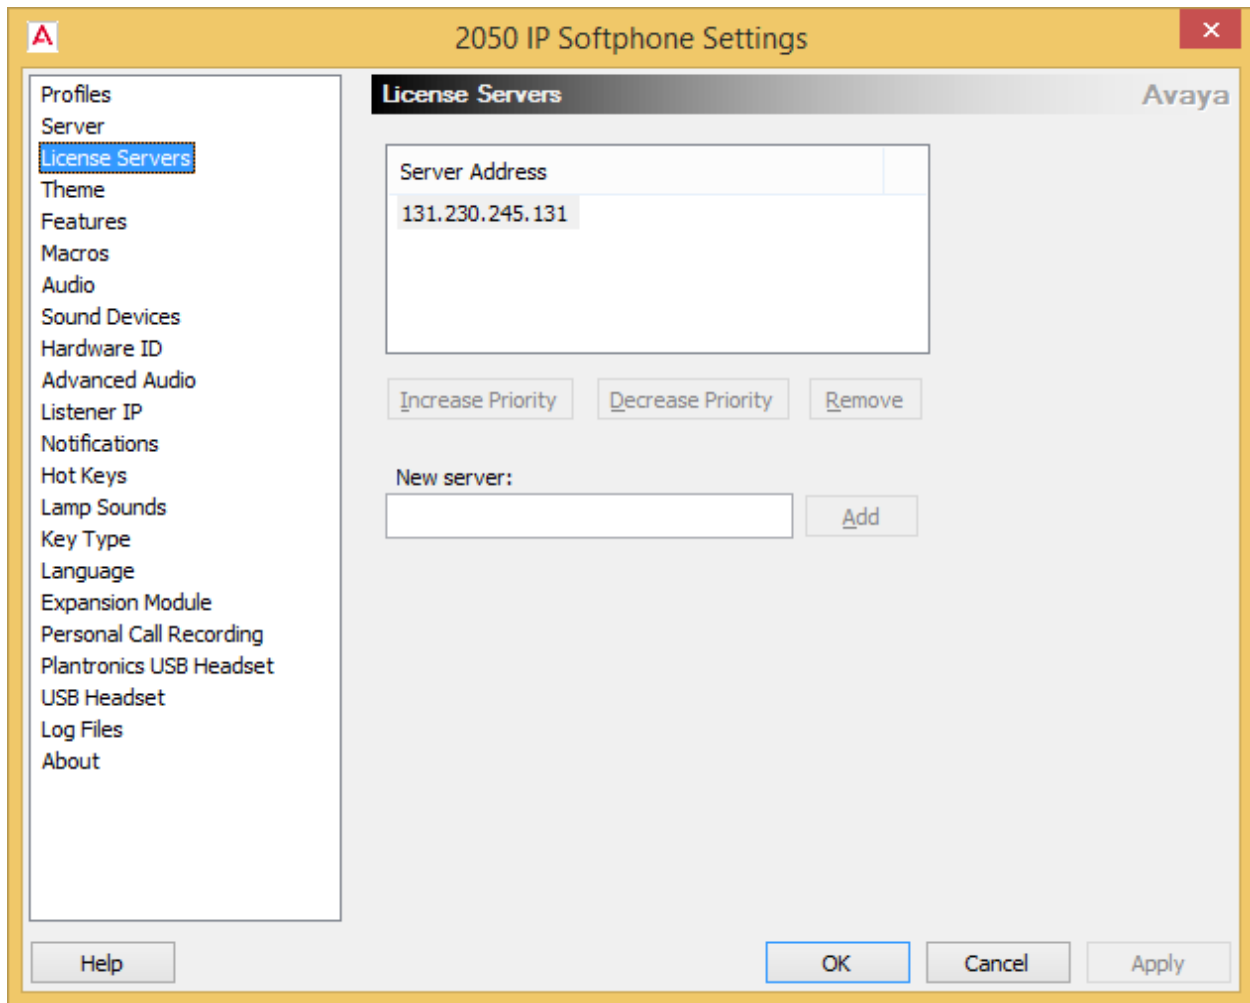 2050 IP Softphone Settings
Profiles
Server
License Servers
Theme
Features
Macros
Audio
Sound Devices
Hardware ID
Advanced Audio
Listener IP
Notifications
Hot Keys
Lamp Sounds
Key Type
Language
Expansion Module
Personal Call Recording
Plantronics USB Headset
USB Headset
Log Files
About
License Servers Avaya
Server Address
131.230.245.131
Increase Priority Decrease Priority Remove
New server:
Add
Help OK Cancel Apply